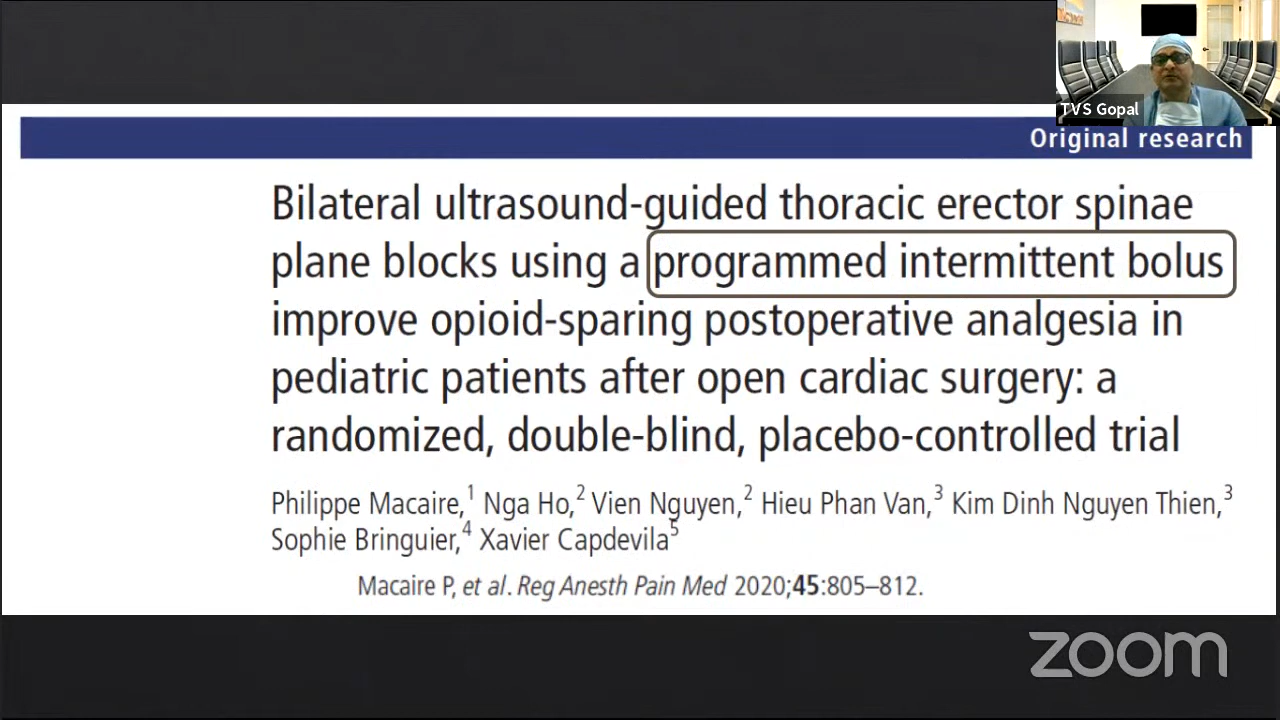 TVS Gopal
Original research
Bilateral ultrasound-guided thoracic erector spinae
plane blocks using a programmed intermittent bolus
improve opioid-sparing postoperative analgesia in
pediatric patients after open cardiac surgery: a
randomized, double-blind, placebo-controlled trial
Philippe Macaire,1 Nga Ho,2 Vien Nguyen,2 Hieu Phan Van,3 Kim Dinh Nguyen Thien,3
Sophie Bringuier,4 Xavier Capdevila5
Macaire P, et al. Reg Anesth Pain Med 2020;45:805–812.
zoom